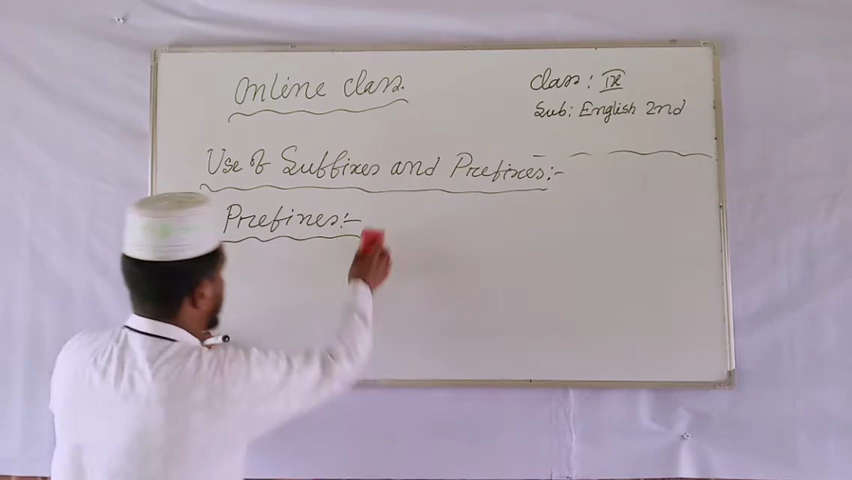 Online class.
Class: IX
Sub: English 2nd
Use of Suffixes and Prefixes:-
Prefixes:-